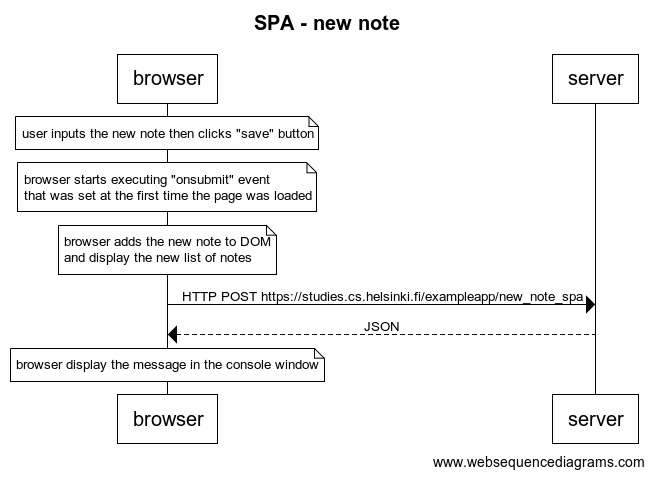 SPA - new note
browser
server
user inputs the new note then clicks "save" button
browser starts executing "onsubmit" event
that was set at the first time the page was loaded
browser adds the new note to DOM
and display the new list of notes
HTTP POST https://studies.cs.helsinki.fi/exampleapp/new_note_spa
JSON
browser display the message in the console window
browser
server
www.websequencediagrams.com